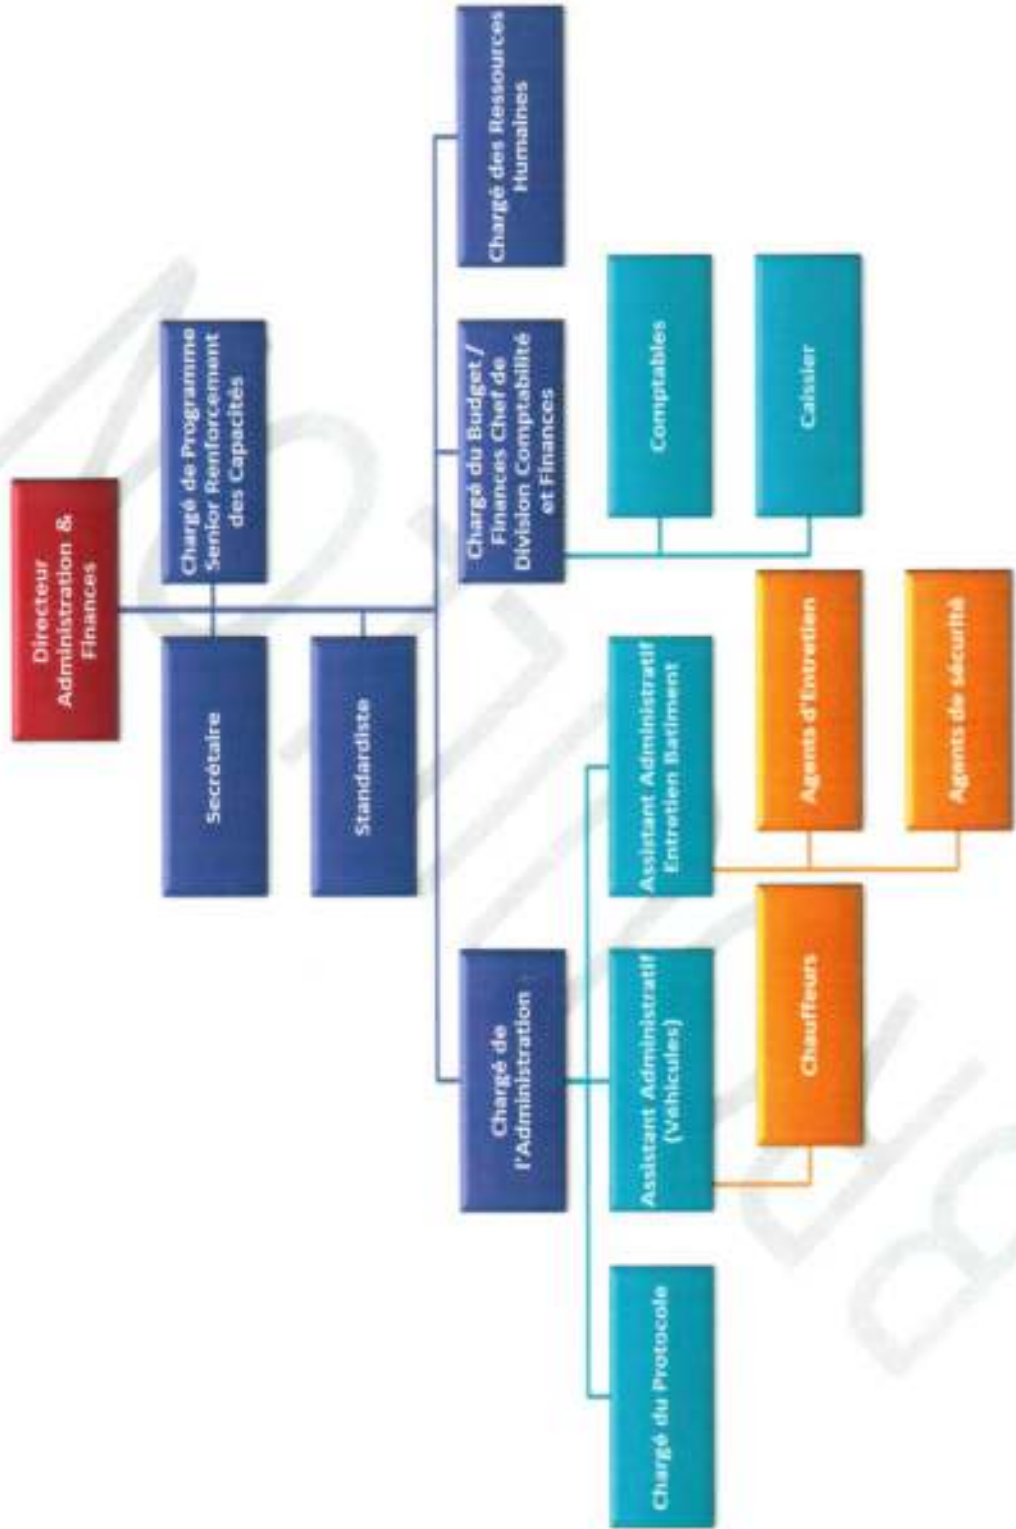 Directeur
Administration &
Finances
Secrétaire
Chargé de Programme
Senior Renforcement
des Capacités
Standardiste
Chargé de
l'Administration
Chargé du Budget /
Finances Chef de
Division Comptabilité
et Finances
Chargé des Ressources
Humaines
Chargé du Protocole
Assistant Administratif
(Véhicules)
Assistant Administratif
Entretien Batiment
Comptables
Chauffeurs
Agents d'Entretien
Caissier
Agents de sécurité